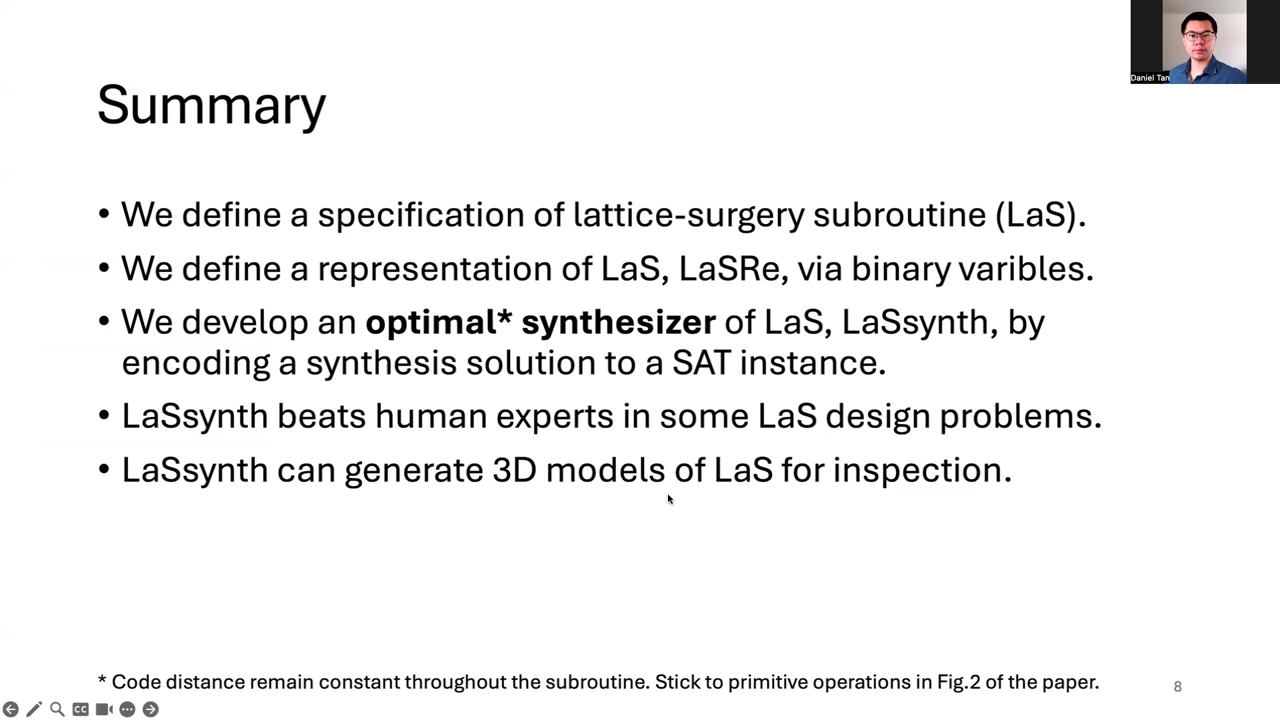 Daniel Tan
Summary
• We define a specification of lattice-surgery subroutine (LaS).
• We define a representation of LaS, LaSRe, via binary varibles.
• We develop an optimal* synthesizer of LaS, LaSsynth, by
encoding a synthesis solution to a SAT instance.
• LaSsynth beats human experts in some LaS design problems.
• LaSsynth can generate 3D models of LaS for inspection.
* Code distance remain constant throughout the subroutine. Stick to primitive operations in Fig.2 of the paper.
8
CC